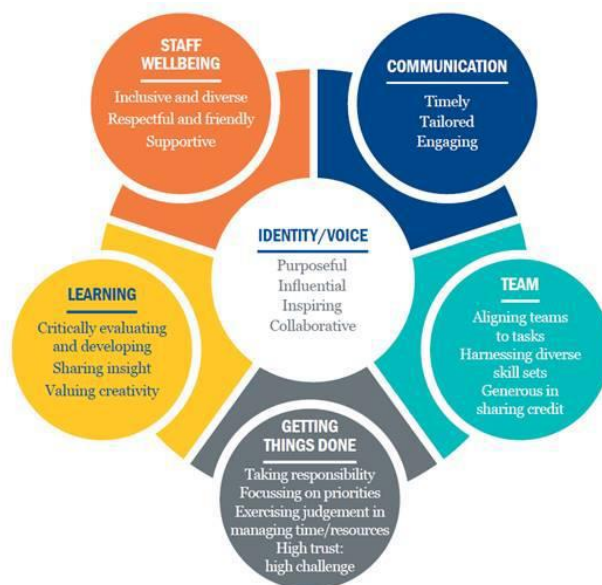 STAFF
WELLBEING
Inclusive and diverse
Respectful and friendly
Supportive
COMMUNICATION
Timely
Tailored
Engaging
IDENTITY/VOICE
Purposeful
Influential
Inspiring
Collaborative
LEARNING
Critically evaluating
and developing
Sharing insight
Valuing creativity
TEAM
Aligning teams
to tasks
Harnessing diverse
skill sets
Generous in
sharing credit
GETTING
THINGS DONE
Taking responsibility
Focussing on priorities
Exercising judgement in
managing time/resources
High trust:
high challenge